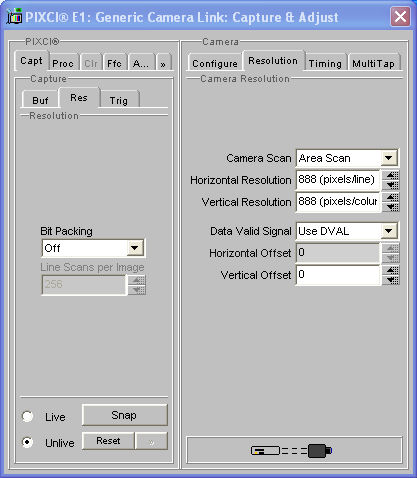 PIXCI® E1: Generic Camera Link: Capture & Adjust
PIXCI®
Capt Proc Clr Ffc A... »
Capture
Buf Res Trig
Resolution
Bit Packing
Off
Line Scans per Image
256
Live Snap
Unlive Reset »
Camera
Configure Resolution Timing MultiTap
Camera Resolution
Camera Scan Area Scan
Horizontal Resolution 888 (pixels/line)
Vertical Resolution 888 (pixels/colur
Data Valid Signal Use DVAL
Horizontal Offset 0
Vertical Offset 0